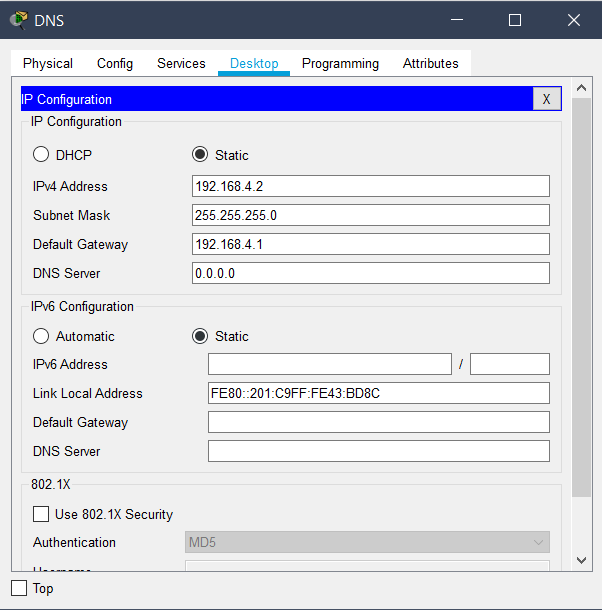 DNS
Physical Config Services Desktop Programming Attributes
IP Configuration X
IP Configuration
DHCP Static
IPv4 Address 192.168.4.2
Subnet Mask 255.255.255.0
Default Gateway 192.168.4.1
DNS Server 0.0.0.0
IPv6 Configuration
Automatic Static
IPv6 Address /
Link Local Address FE80::201:C9FF:FE43:BD8C
Default Gateway
DNS Server
802.1X
Use 802.1X Security
Authentication MD5
Top